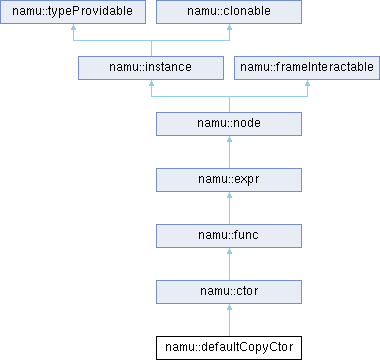 namu::typeProvidable namu::clonable
namu::instance namu::frameInteractable
namu::node
namu::expr
namu::func
namu::ctor
namu::defaultCopyCtor